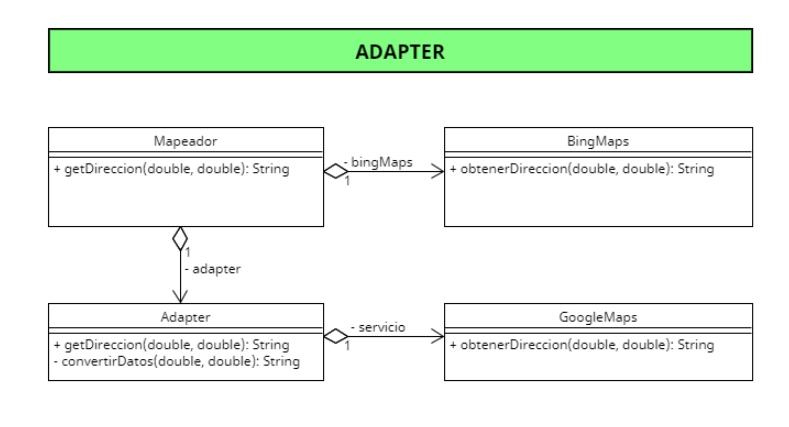 ADAPTER
Mapeador
+ getDireccion(double, double): String
- bingMaps
1
BingMaps
+ obtenerDireccion(double, double): String
1
- adapter
Adapter
+ getDireccion(double, double): String
- convertirDatos(double, double): String
- servicio
1
GoogleMaps
+ obtenerDireccion(double, double): String